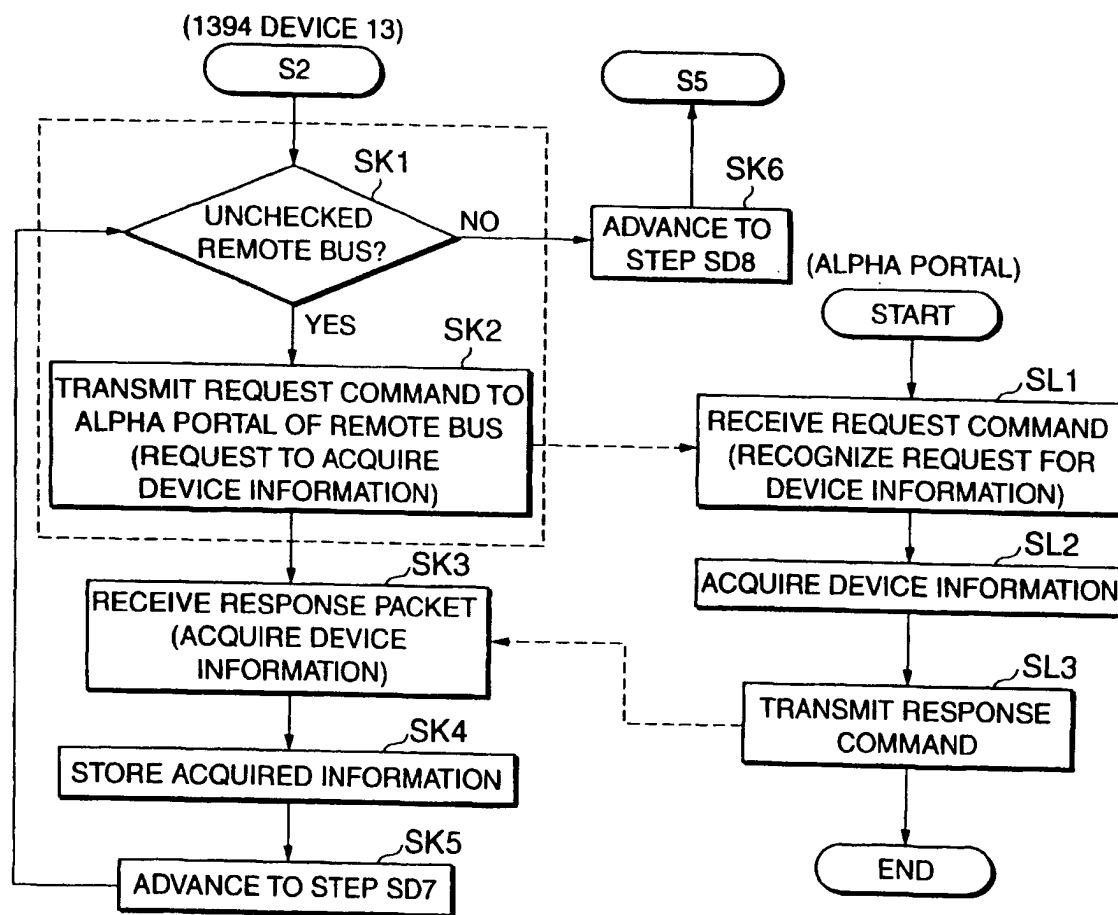 (1394 DEVICE 13)
S2
SK1
UNCHECKED
REMOTE BUS?
NO
YES
SK2
TRANSMIT REQUEST COMMAND TO
ALPHA PORTAL OF REMOTE BUS
(REQUEST TO ACQUIRE
DEVICE INFORMATION)
SK3
RECEIVE RESPONSE PACKET
(ACQUIRE DEVICE
INFORMATION)
SK4
STORE ACQUIRED INFORMATION
SK5
ADVANCE TO STEP SD7
S5
SK6
ADVANCE TO
STEP SD8
(ALPHA PORTAL)
START
SL1
RECEIVE REQUEST COMMAND
(RECOGNIZE REQUEST FOR
DEVICE INFORMATION)
SL2
ACQUIRE DEVICE INFORMATION
SL3
TRANSMIT RESPONSE
COMMAND
END